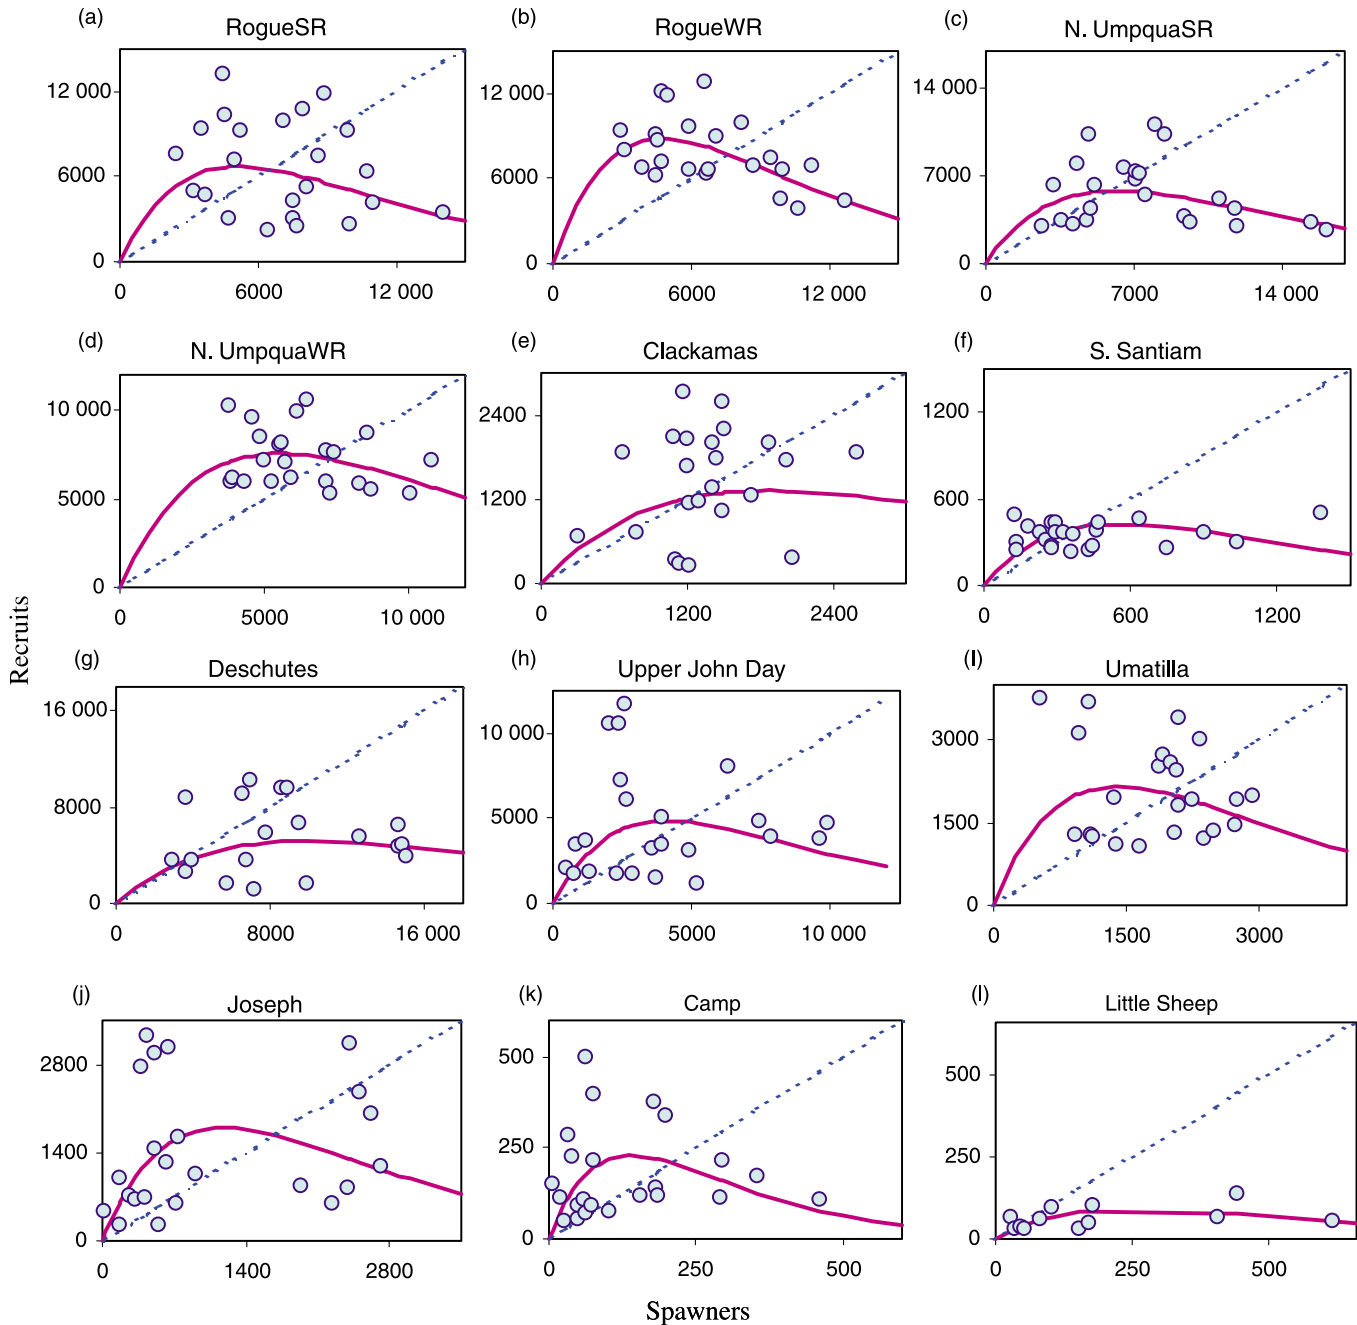 (a) RogueSR
12 000
6000
0
0 6000 12 000
(b) RogueWR
12 000
6000
0
0 6000 12 000
(c) N. UmpquaSR
14 000
7000
0
0 7000 14 000
(d) N. UmpquaWR
10 000
5000
0
0 5000 10 000
(e) Clackamas
2400
1200
0
0 1200 2400
(f) S. Santiam
1200
600
0
0 600 1200
Recruits
(g) Deschutes
16 000
8000
0
0 8000 16 000
(h) Upper John Day
10 000
5000
0
0 5000 10 000
(I) Umatilla
3000
1500
0
0 1500 3000
(j) Joseph
2800
1400
0
0 1400 2800
(k) Camp
500
250
0
0 250 500
(l) Little Sheep
500
250
0
0 250 500
Spawners